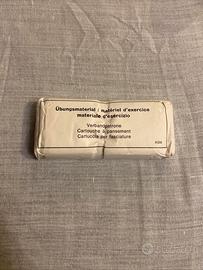 Übungsmaterial / matériel d'exercice
materiale d'esercizio
Verbandpatrone
Cartouche à pansement
Cartuccia per fasciature